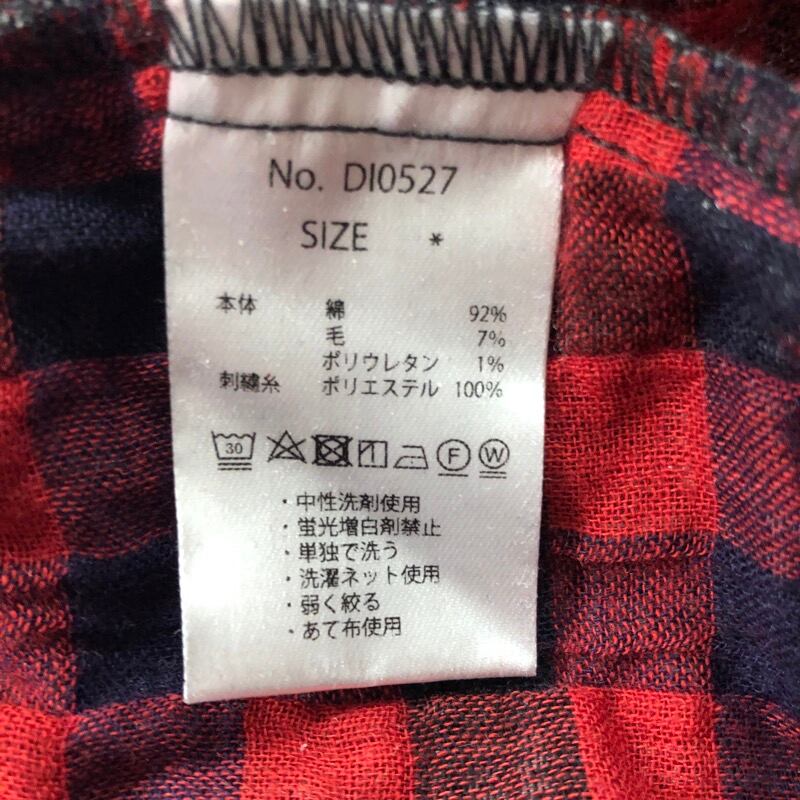 No. DI0527
SIZE *
本体 綿 92%
毛 7%
ポリウレタン 1%
刺繍糸 ポリエステル 100%
30 F W
・中性洗剤使用
・蛍光増白剤禁止
・単独で洗う
・洗濯ネット使用
・弱く絞る
・あて布使用